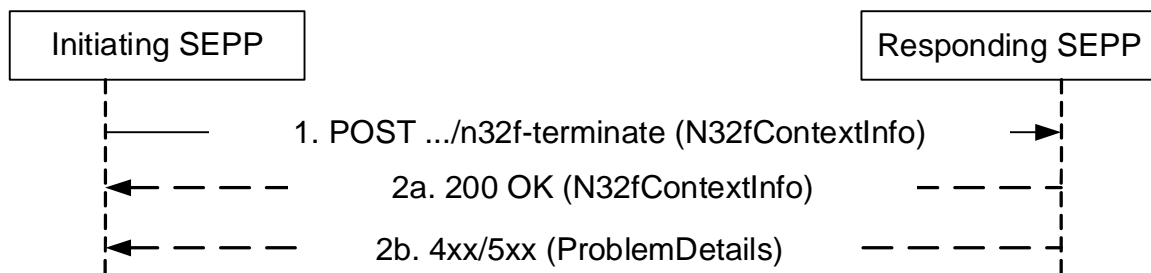 Initiating SEPP
Responding SEPP
1. POST .../n32f-terminate (N32fContextInfo)
2a. 200 OK (N32fContextInfo)
2b. 4xx/5xx (ProblemDetails)